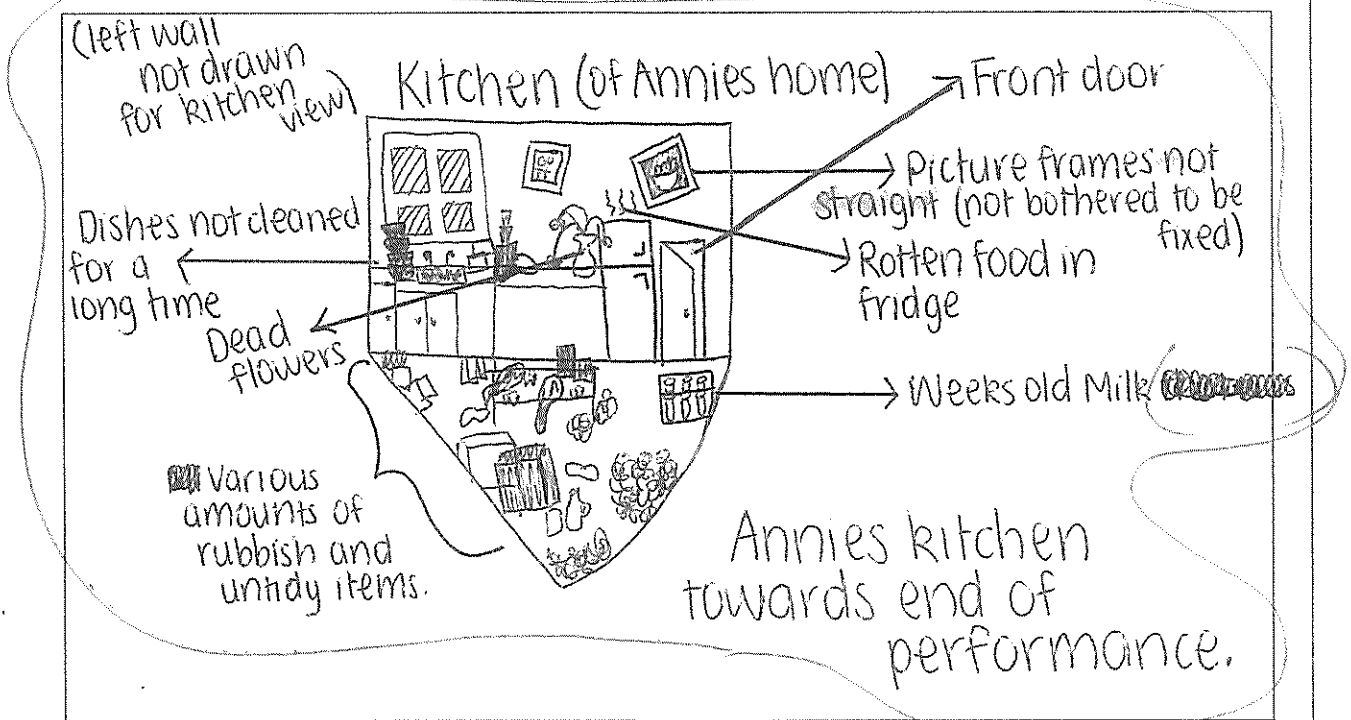 (left wall
not drawn
for kitchen
view)
Kitchen (of Annies home)
Front door
Picture frames not
straight (not bothered to be
fixed)
Dishes not cleaned
for a
long time
Rotten food in
fridge
Dead
flowers
Weeks old Milk
Various
amounts of
rubbish and
untidy items.
Annies kitchen
towards end of
performance.